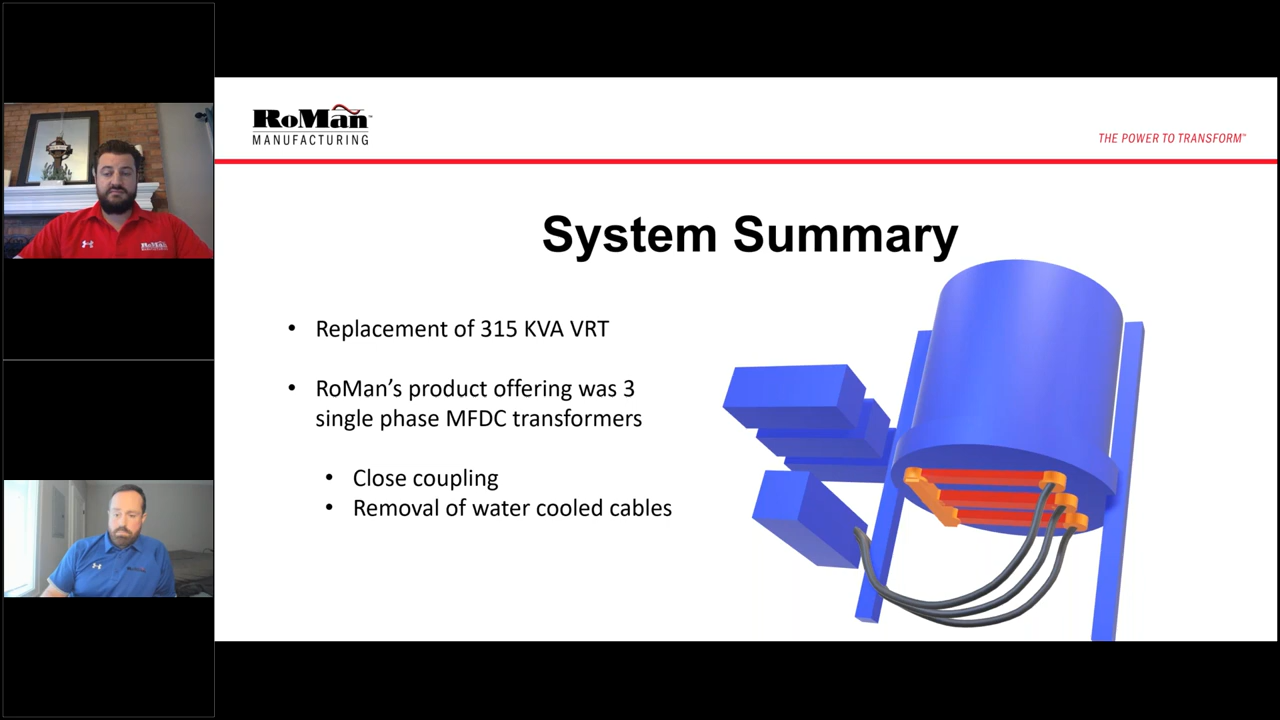 RoMan
MANUFACTURING
THE POWER TO TRANSFORM™
System Summary
• Replacement of 315 KVA VRT
• RoMan’s product offering was 3
single phase MFDC transformers
• Close coupling
• Removal of water cooled cables
RoMan